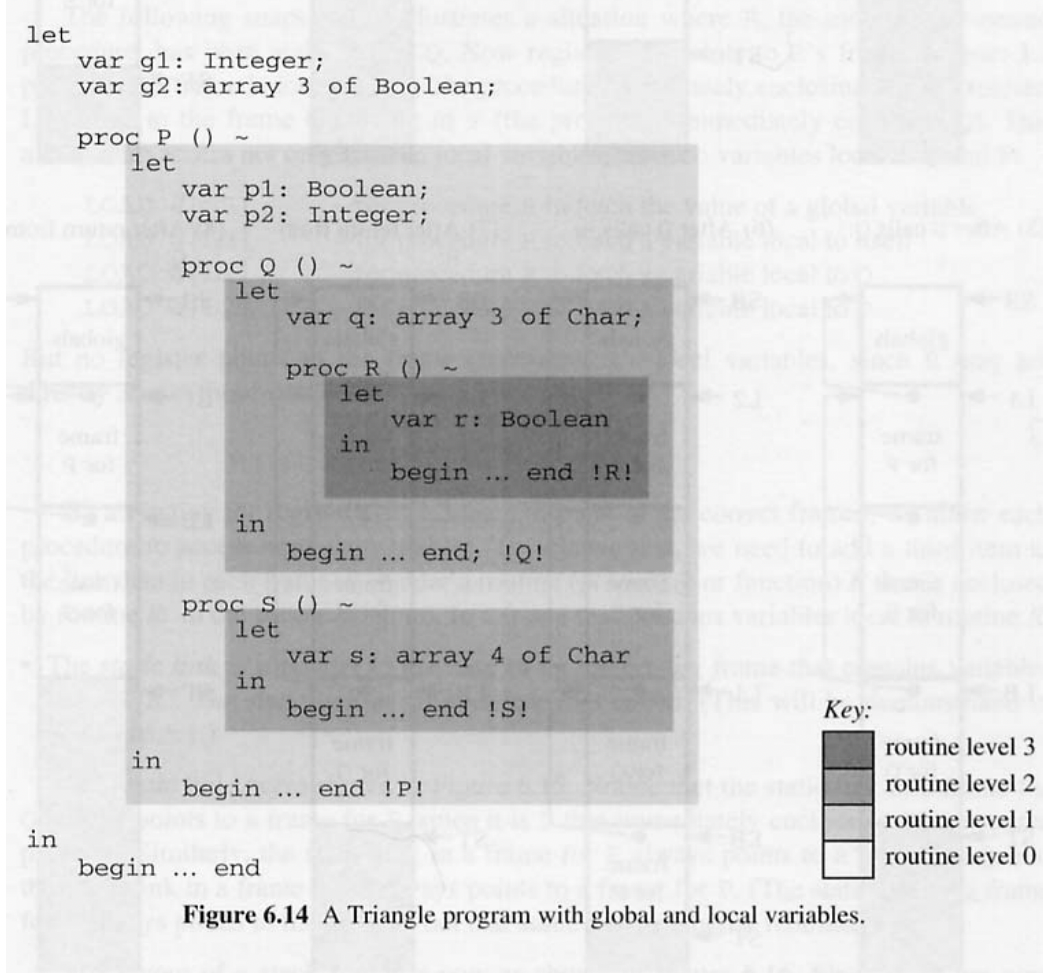 let
var g1: Integer;
var g2: array 3 of Boolean;
proc P () ~
let
var p1: Boolean;
var p2: Integer;
proc Q () ~
let
var q: array 3 of Char;
proc R () ~
let
var r: Boolean
in
begin ... end !R!
in
begin ... end; !Q!
proc S () ~
let
var s: array 4 of Char
in
begin ... end !S!
in
begin ... end !P!
in
begin ... end
Key:
routine level 3
routine level 2
routine level 1
routine level 0
Figure 6.14 A Triangle program with global and local variables.